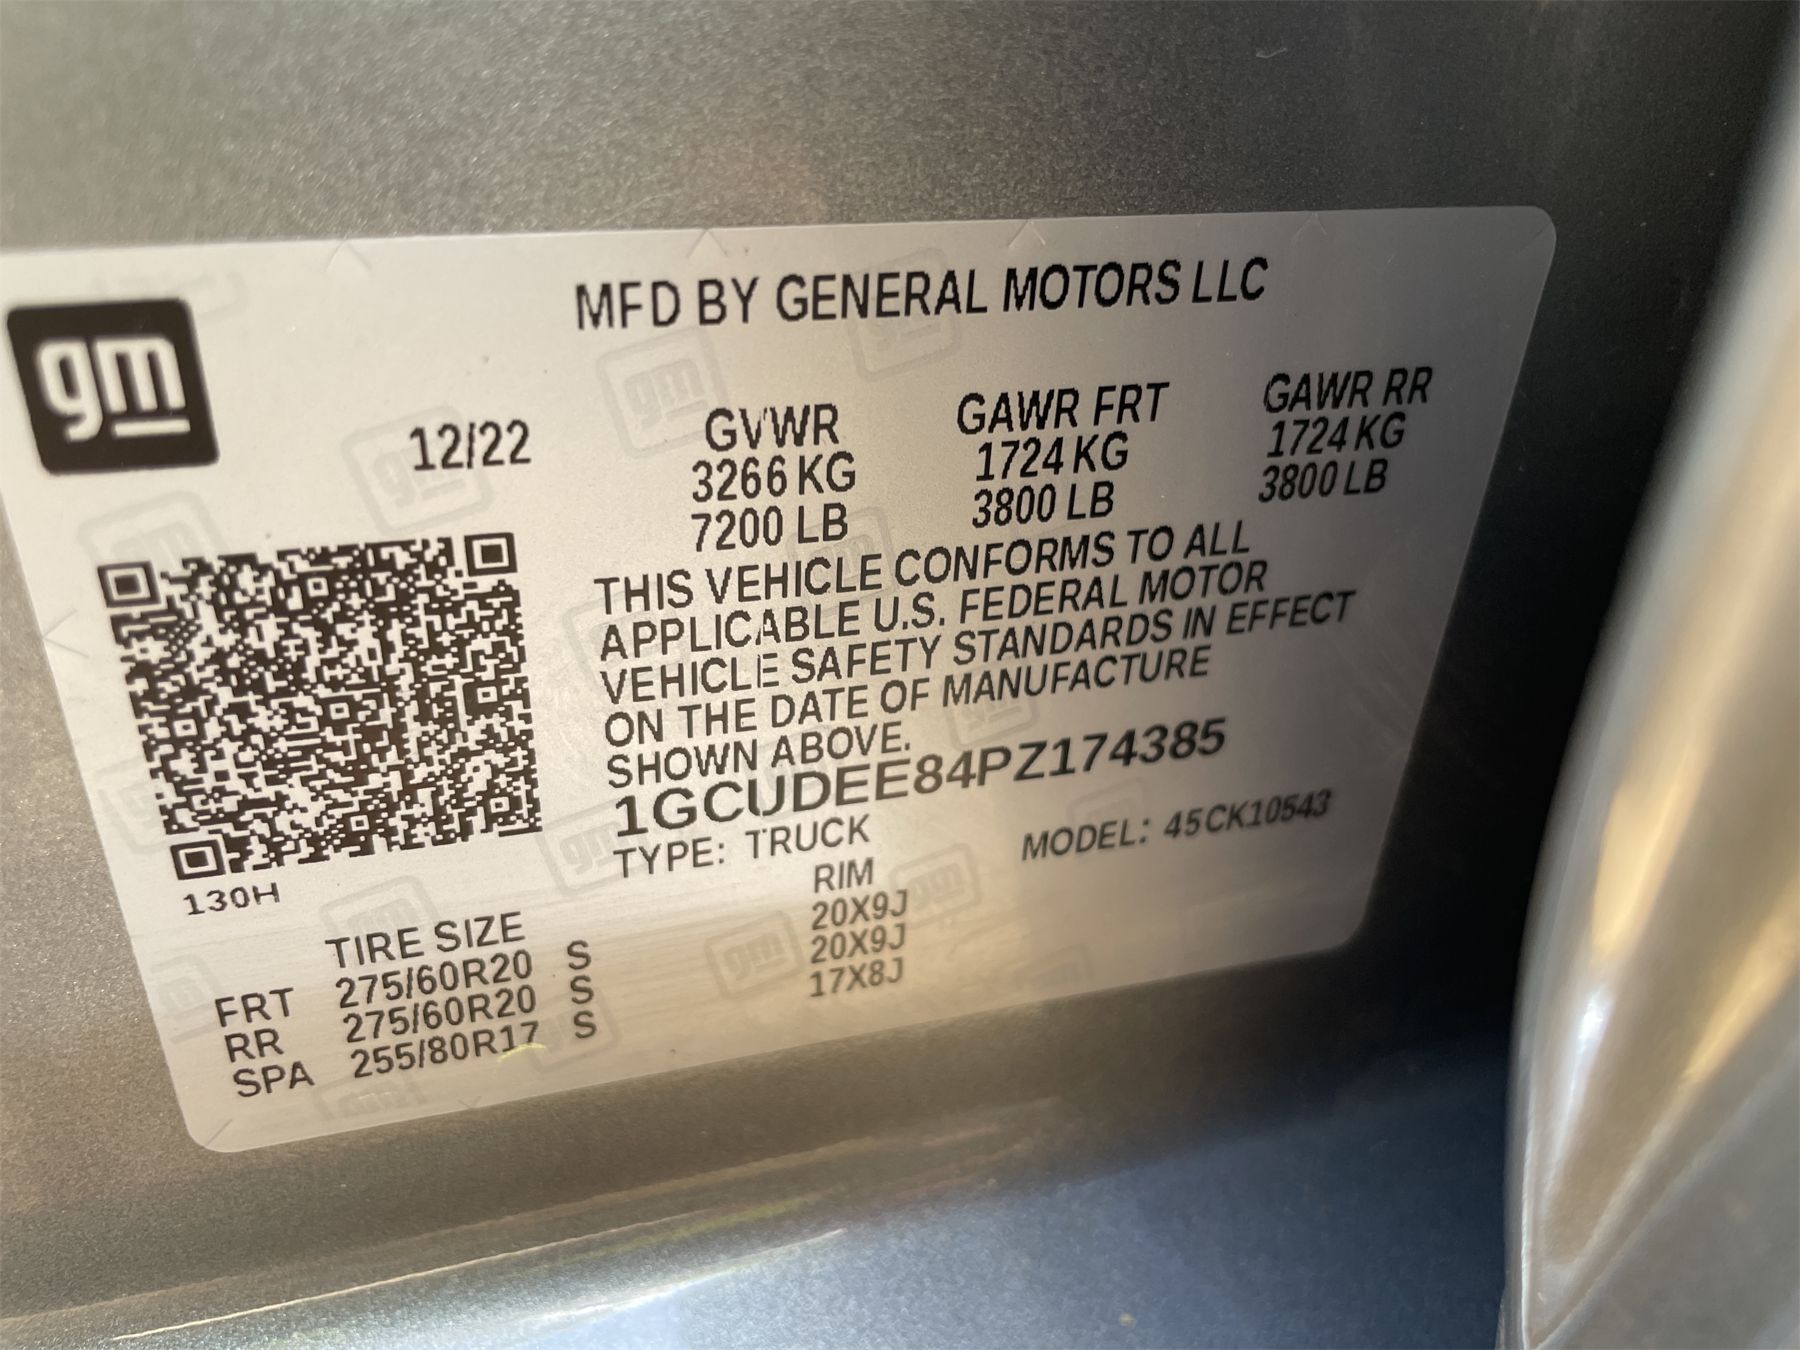 MFD BY GENERAL MOTORS LLC
gm
12/22 GVWR GAWR FRT GAWR RR
3266 KG 1724 KG 1724 KG
7200 LB 3800 LB 3800 LB
THIS VEHICLE CONFORMS TO ALL
APPLICABLE U.S. FEDERAL MOTOR
VEHICLE SAFETY STANDARDS IN EFFECT
ON THE DATE OF MANUFACTURE
SHOWN ABOVE.
1GCUDEE84PZ174385
TYPE: TRUCK MODEL: 45CK10543
130H
TIRE SIZE RIM
FRT 275/60R20 S 20X9J
RR 275/60R20 S 20X9J
SPA 255/80R17 S 17X8J